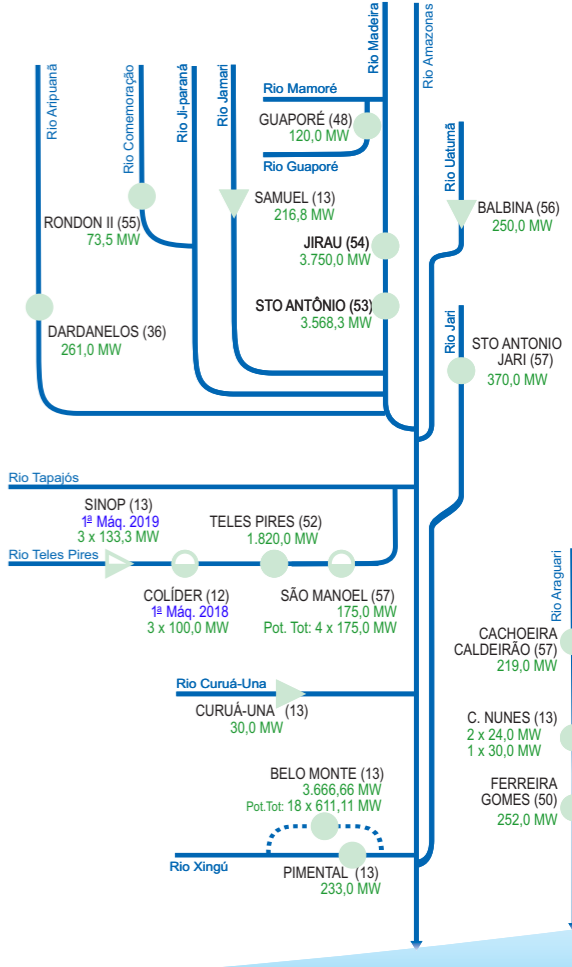 Rio Aripuanã
Rio Comemoração
Rio Ji-paraná
Rio Jamari
Rio Madeira
Rio Amazonas
Rio Mamoré
GUAPORÉ (48)
120,0 MW
Rio Guaporé
Rio Uatumã
SAMUEL (13)
216,8 MW
BALBINA (56)
250,0 MW
RONDON II (55)
73,5 MW
JIRAU (54)
3.750,0 MW
STO ANTÔNIO (53)
3.568,3 MW
DARDANELOS (36)
261,0 MW
Rio Jari
STO ANTONIO
JARI (57)
370,0 MW
Rio Tapajós
SINOP (13)
1ª Máq. 2019
3 x 133,3 MW
TELES PIRES (52)
1.820,0 MW
Rio Teles Pires
COLÍDER (12)
1ª Máq. 2018
3 x 100,0 MW
SÃO MANOEL (57)
175,0 MW
Pot. Tot: 4 x 175,0 MW
Rio Araguari
CACHOEIRA
CALDEIRÃO (57)
219,0 MW
Rio Curuá-Una
CURUÁ-UNA (13)
30,0 MW
C. NUNES (13)
2 x 24,0 MW
1 x 30,0 MW
BELO MONTE (13)
3.666,66 MW
Pot.Tot: 18 x 611,11 MW
FERREIRA
GOMES (50)
252,0 MW
Rio Xingú
PIMENTAL (13)
233,0 MW